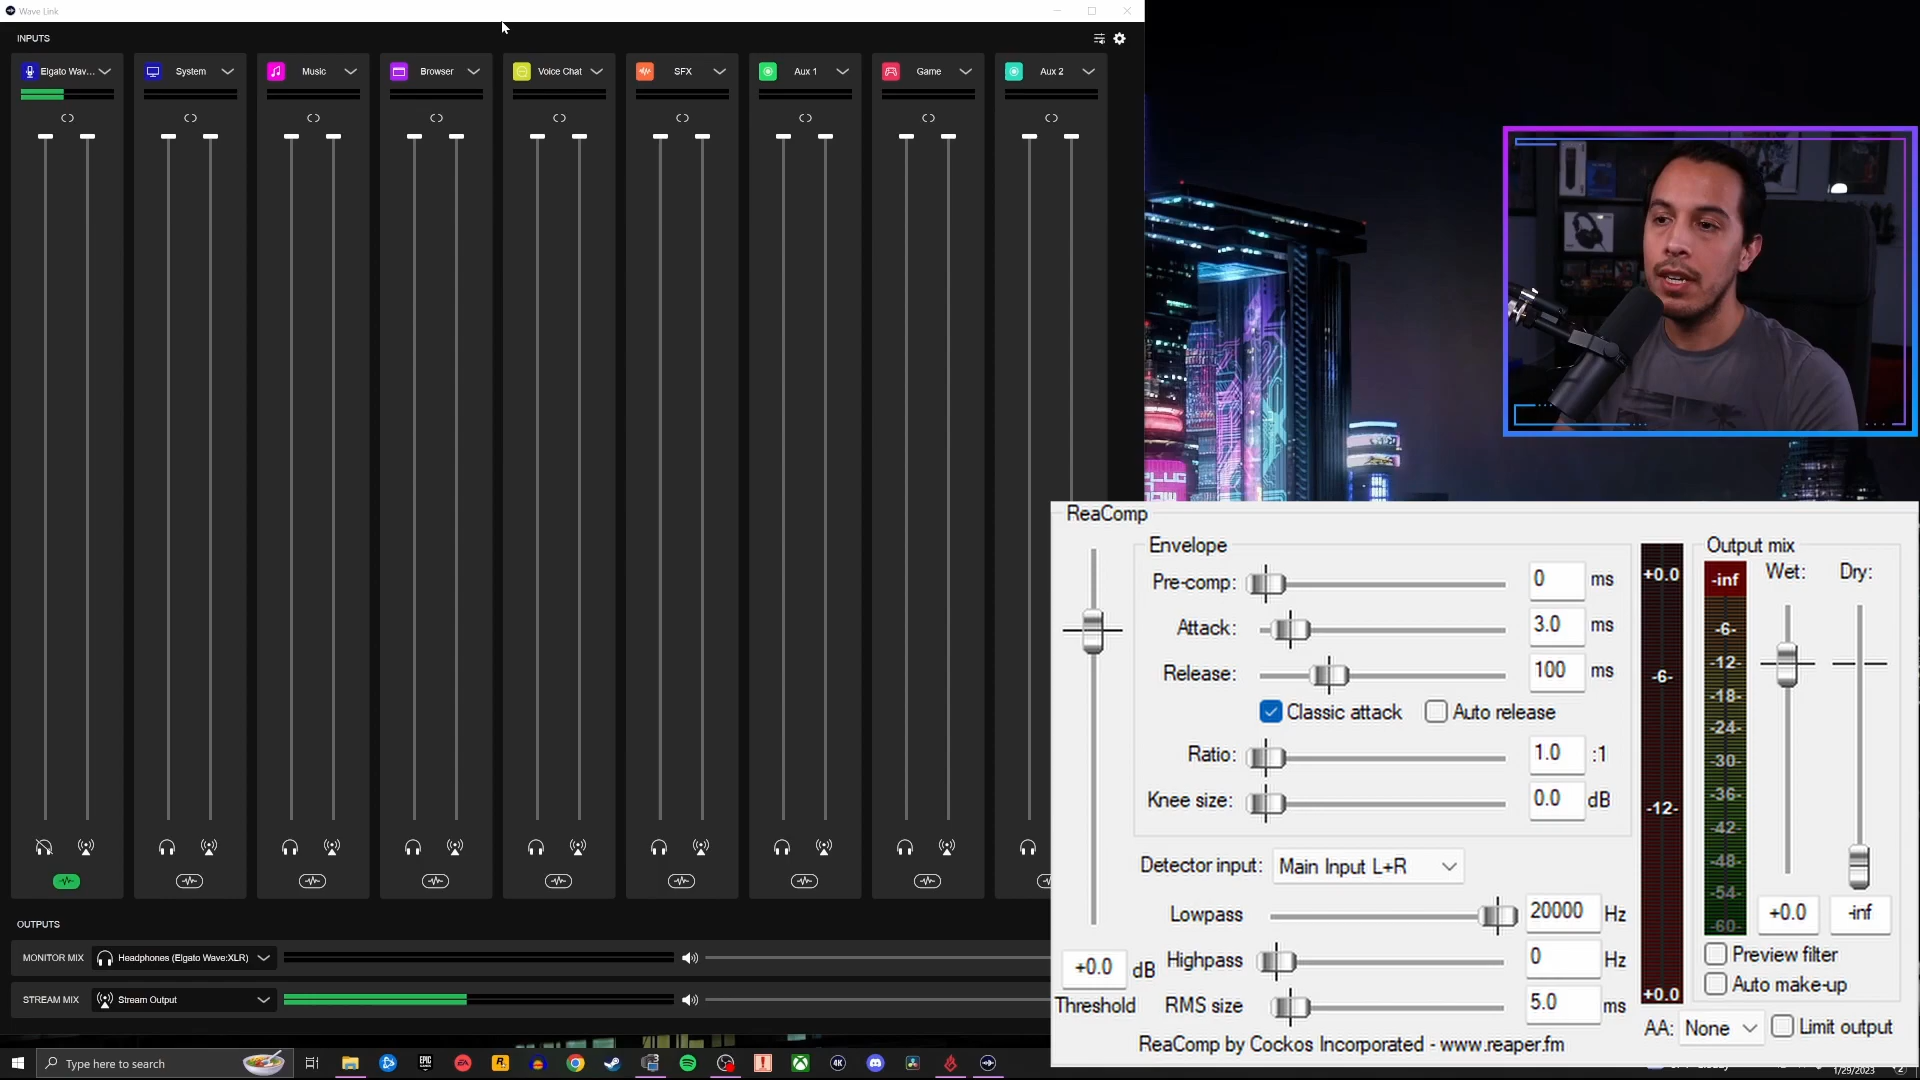 Wave Link
INPUTS
Elgato Wav...
System
Music
Browser
Voice Chat
SFX
Aux 1
Game
Aux 2
OUTPUTS
MONITOR MIX Headphones (Elgato Wave:XLR)
STREAM MIX Stream Output
ReaComp
Envelope
Pre-comp: 0 ms
Attack: 3.0 ms
Release: 100 ms
Classic attack Auto release
Ratio: 1.0 :1
Knee size: 0.0 dB
Detector input: Main Input L+R
Lowpass 20000 Hz
Highpass 0 Hz
RMS size 5.0 ms
+0.0 dB
Threshold
ReaComp by Cockos Incorporated - www.reaper.fm
+0.0
-6-
-12-
+0.0
Output mix
Wet: Dry:
-inf
-6-
-12-
-18-
-24-
-30-
-36-
-42-
-48-
-54-
-60-
+0.0 -inf
Preview filter
Auto make-up
AA: None Limit output
Type here to search
EPIC
EA
4K
1/29/2023